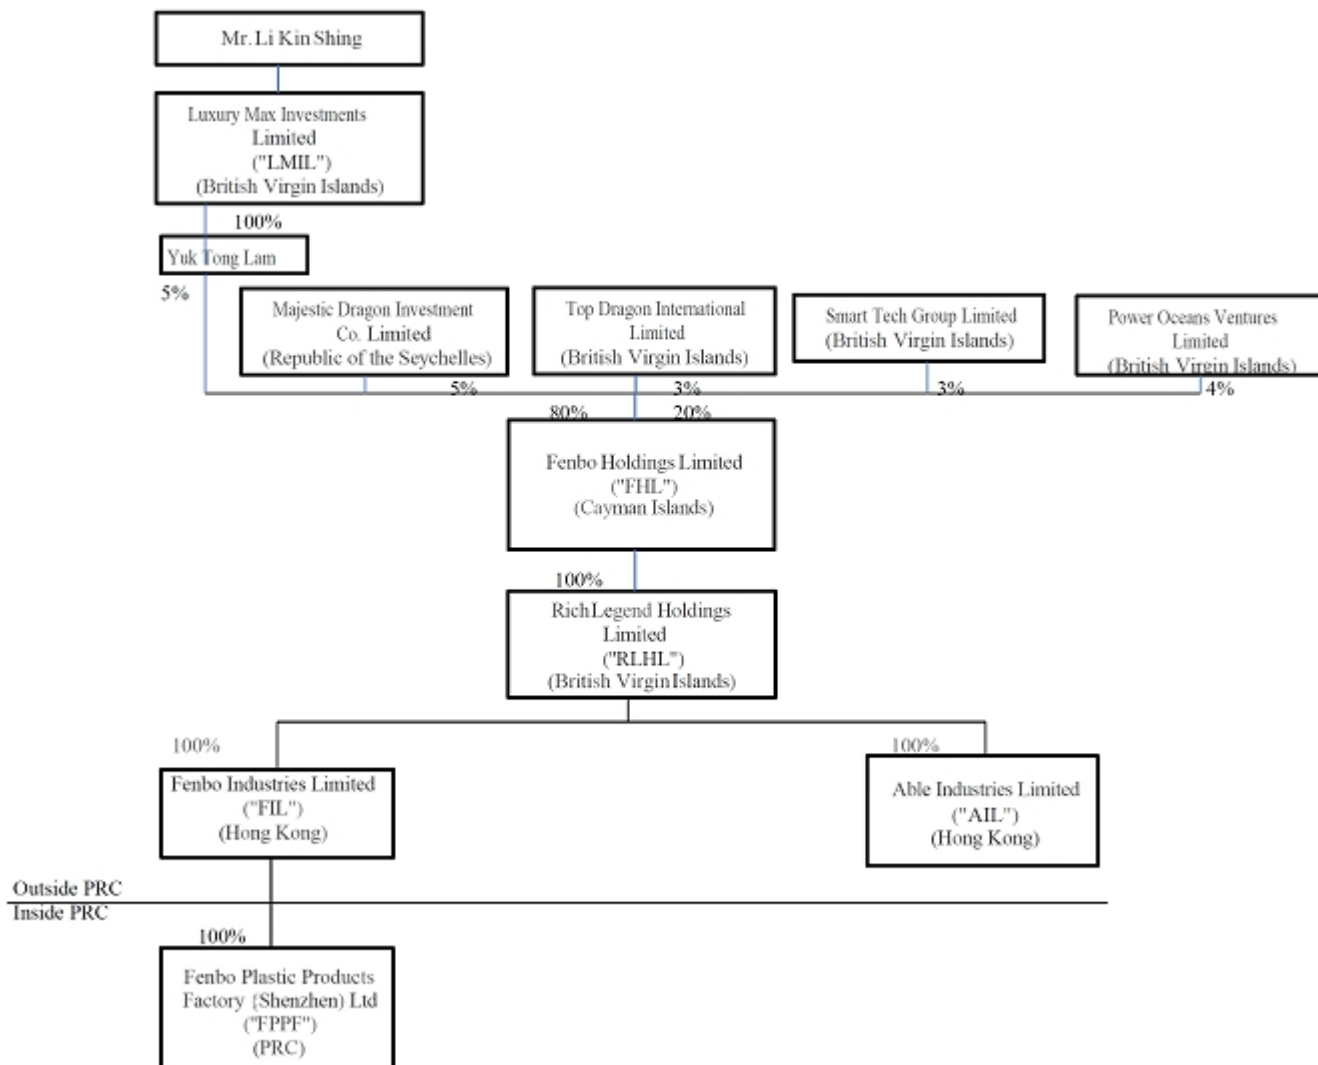 Mr. Li Kin Shing
Luxury Max Investments
Limited
("LMIL")
(British Virgin Islands)
100%
Yuk Tong Lam
5%
Majestic Dragon Investment
Co. Limited
(Republic of the Seychelles)
5%
Top Dragon International
Limited
(British Virgin Islands)
3%
Smart Tech Group Limited
(British Virgin Islands)
3%
Power Oceans Ventures
Limited
(British Virgin Islands)
4%
80%
20%
Fenbo Holdings Limited
("FHL")
(Cayman Islands)
100%
Rich Legend Holdings
Limited
("RLHL")
(British Virgin Islands)
100%
Fenbo Industries Limited
("FIL")
(Hong Kong)
100%
Able Industries Limited
("AIL")
(Hong Kong)
Outside PRC
Inside PRC
100%
Fenbo Plastic Products
Factory {Shenzhen) Ltd
("FPPF")
(PRC)